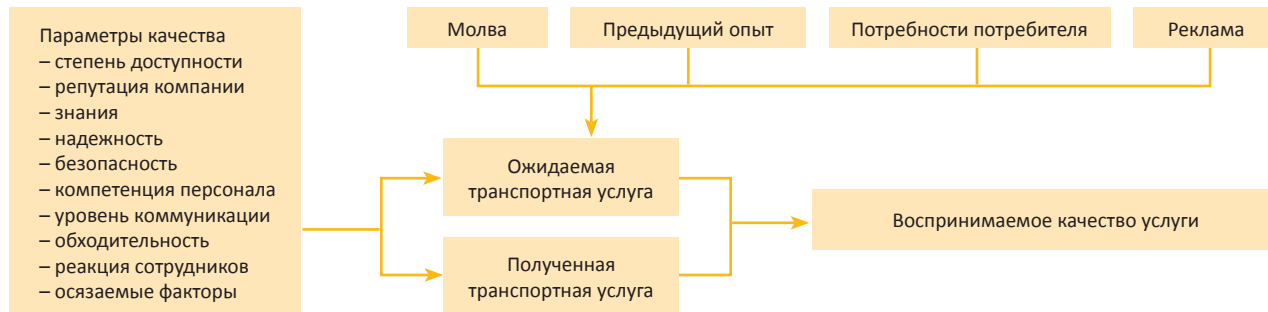 Параметры качества
– степень доступности
– репутация компании
– знания
– надежность
– безопасность
– компетенция персонала
– уровень коммуникации
– обходительность
– реакция сотрудников
– осязаемые факторы
Молва
Предыдущий опыт
Потребности потребителя
Реклама
Ожидаемая
транспортная услуга
Полученная
транспортная услуга
Воспринимаемое качество услуги